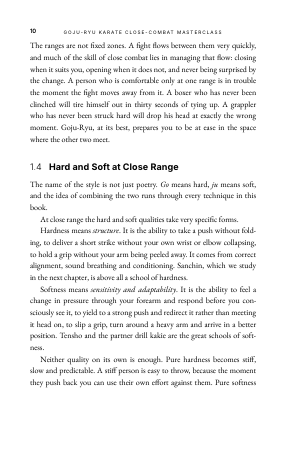 10 GOJU-RYU KARATE CLOSE-COMBAT MASTERCLASS
The ranges are not fixed zones. A fight flows between them very quickly,
and much of the skill of close combat lies in managing that flow: closing
when it suits you, opening when it does not, and never being surprised by
the change. A person who is comfortable only at one range is in trouble
the moment the fight moves away from it. A boxer who has never been
clinched will tire himself out in thirty seconds of tying up. A grappler
who has never been struck will drop his head at exactly the wrong
moment. Goju-Ryu, at its best, prepares you to be at ease in the space
where the other two meet.
1.4 Hard and Soft at Close Range
The name of the style is not just poetry. Go means hard, ju means soft,
and the idea of combining the two runs through every technique in this
book.
At close range the hard and soft qualities take very specific forms.
Hardness means structure. It is the ability to take a push without fold-
ing, to deliver a short strike without your own wrist or elbow collapsing,
to hold a grip without your arm being peeled away. It comes from correct
alignment, sound breathing and conditioning. Sanchin, which we study
in the next chapter, is above all a school of hardness.
Softness means sensitivity and adaptability. It is the ability to feel a
change in pressure through your forearm and respond before you con-
sciously see it, to yield to a strong push and redirect it rather than meeting
it head on, to slip a grip, turn around a heavy arm and arrive in a better
position. Tensho and the partner drill kakie are the great schools of soft-
ness.
Neither quality on its own is enough. Pure hardness becomes stiff,
slow and predictable. A stiff person is easy to throw, because the moment
they push back you can use their own effort against them. Pure softness